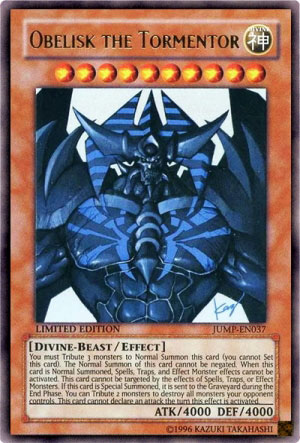 OBELISK THE TORMENTOR
DIVINE
神
Kaz
LIMITED EDITION JUMP-EN037
[DIVINE-BEAST / EFFECT]
You must Tribute 3 monsters to Normal Summon this card (you cannot Set
this card). The Normal Summon of this card cannot be negated. When this
card is Normal Summoned, Spells, Traps, and Effect Monster effects cannot be
activated. This card cannot be targeted by the effects of Spells, Traps, or Effect
Monsters. If this card is Special Summoned, it is sent to the Graveyard during the
End Phase. You can Tribute 2 monsters to destroy all monsters your opponent
controls. This card cannot declare an attack the turn this effect is activated.
ATK/4000 DEF/4000
©1996 KAZUKI TAKAHASHI